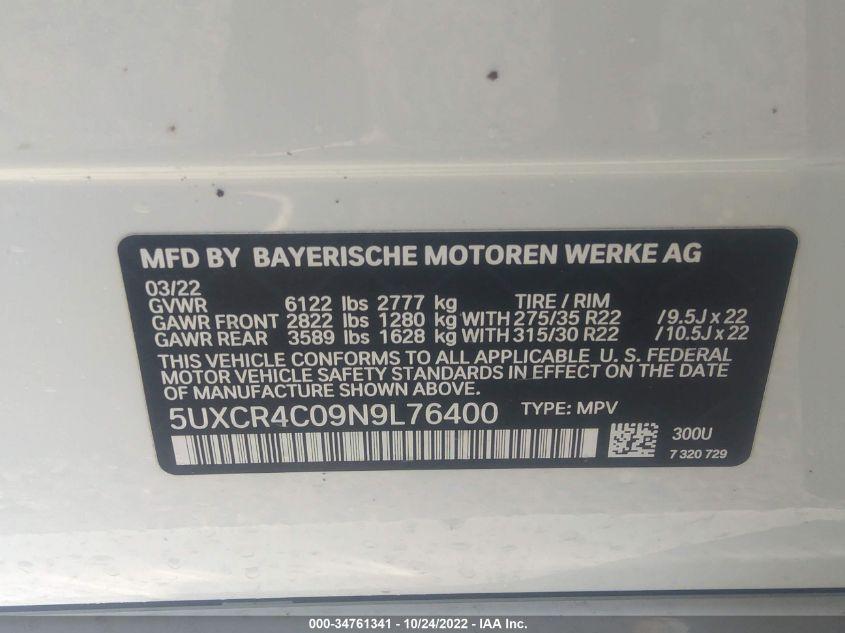 MFD BY BAYERISCHE MOTOREN WERKE AG
03/22
GVWR 6122 lbs 2777 kg TIRE / RIM
GAWR FRONT 2822 lbs 1280 kg WITH 275/35 R22 /9.5J x 22
GAWR REAR 3589 lbs 1628 kg WITH 315/30 R22 /10.5J x 22
THIS VEHICLE CONFORMS TO ALL APPLICABLE U. S. FEDERAL
MOTOR VEHICLE SAFETY STANDARDS IN EFFECT ON THE DATE
OF MANUFACTURE SHOWN ABOVE.
5UXCR4C09N9L76400 TYPE: MPV
300U
7 320 729
000-34761341 - 10/24/2022 - IAA Inc.